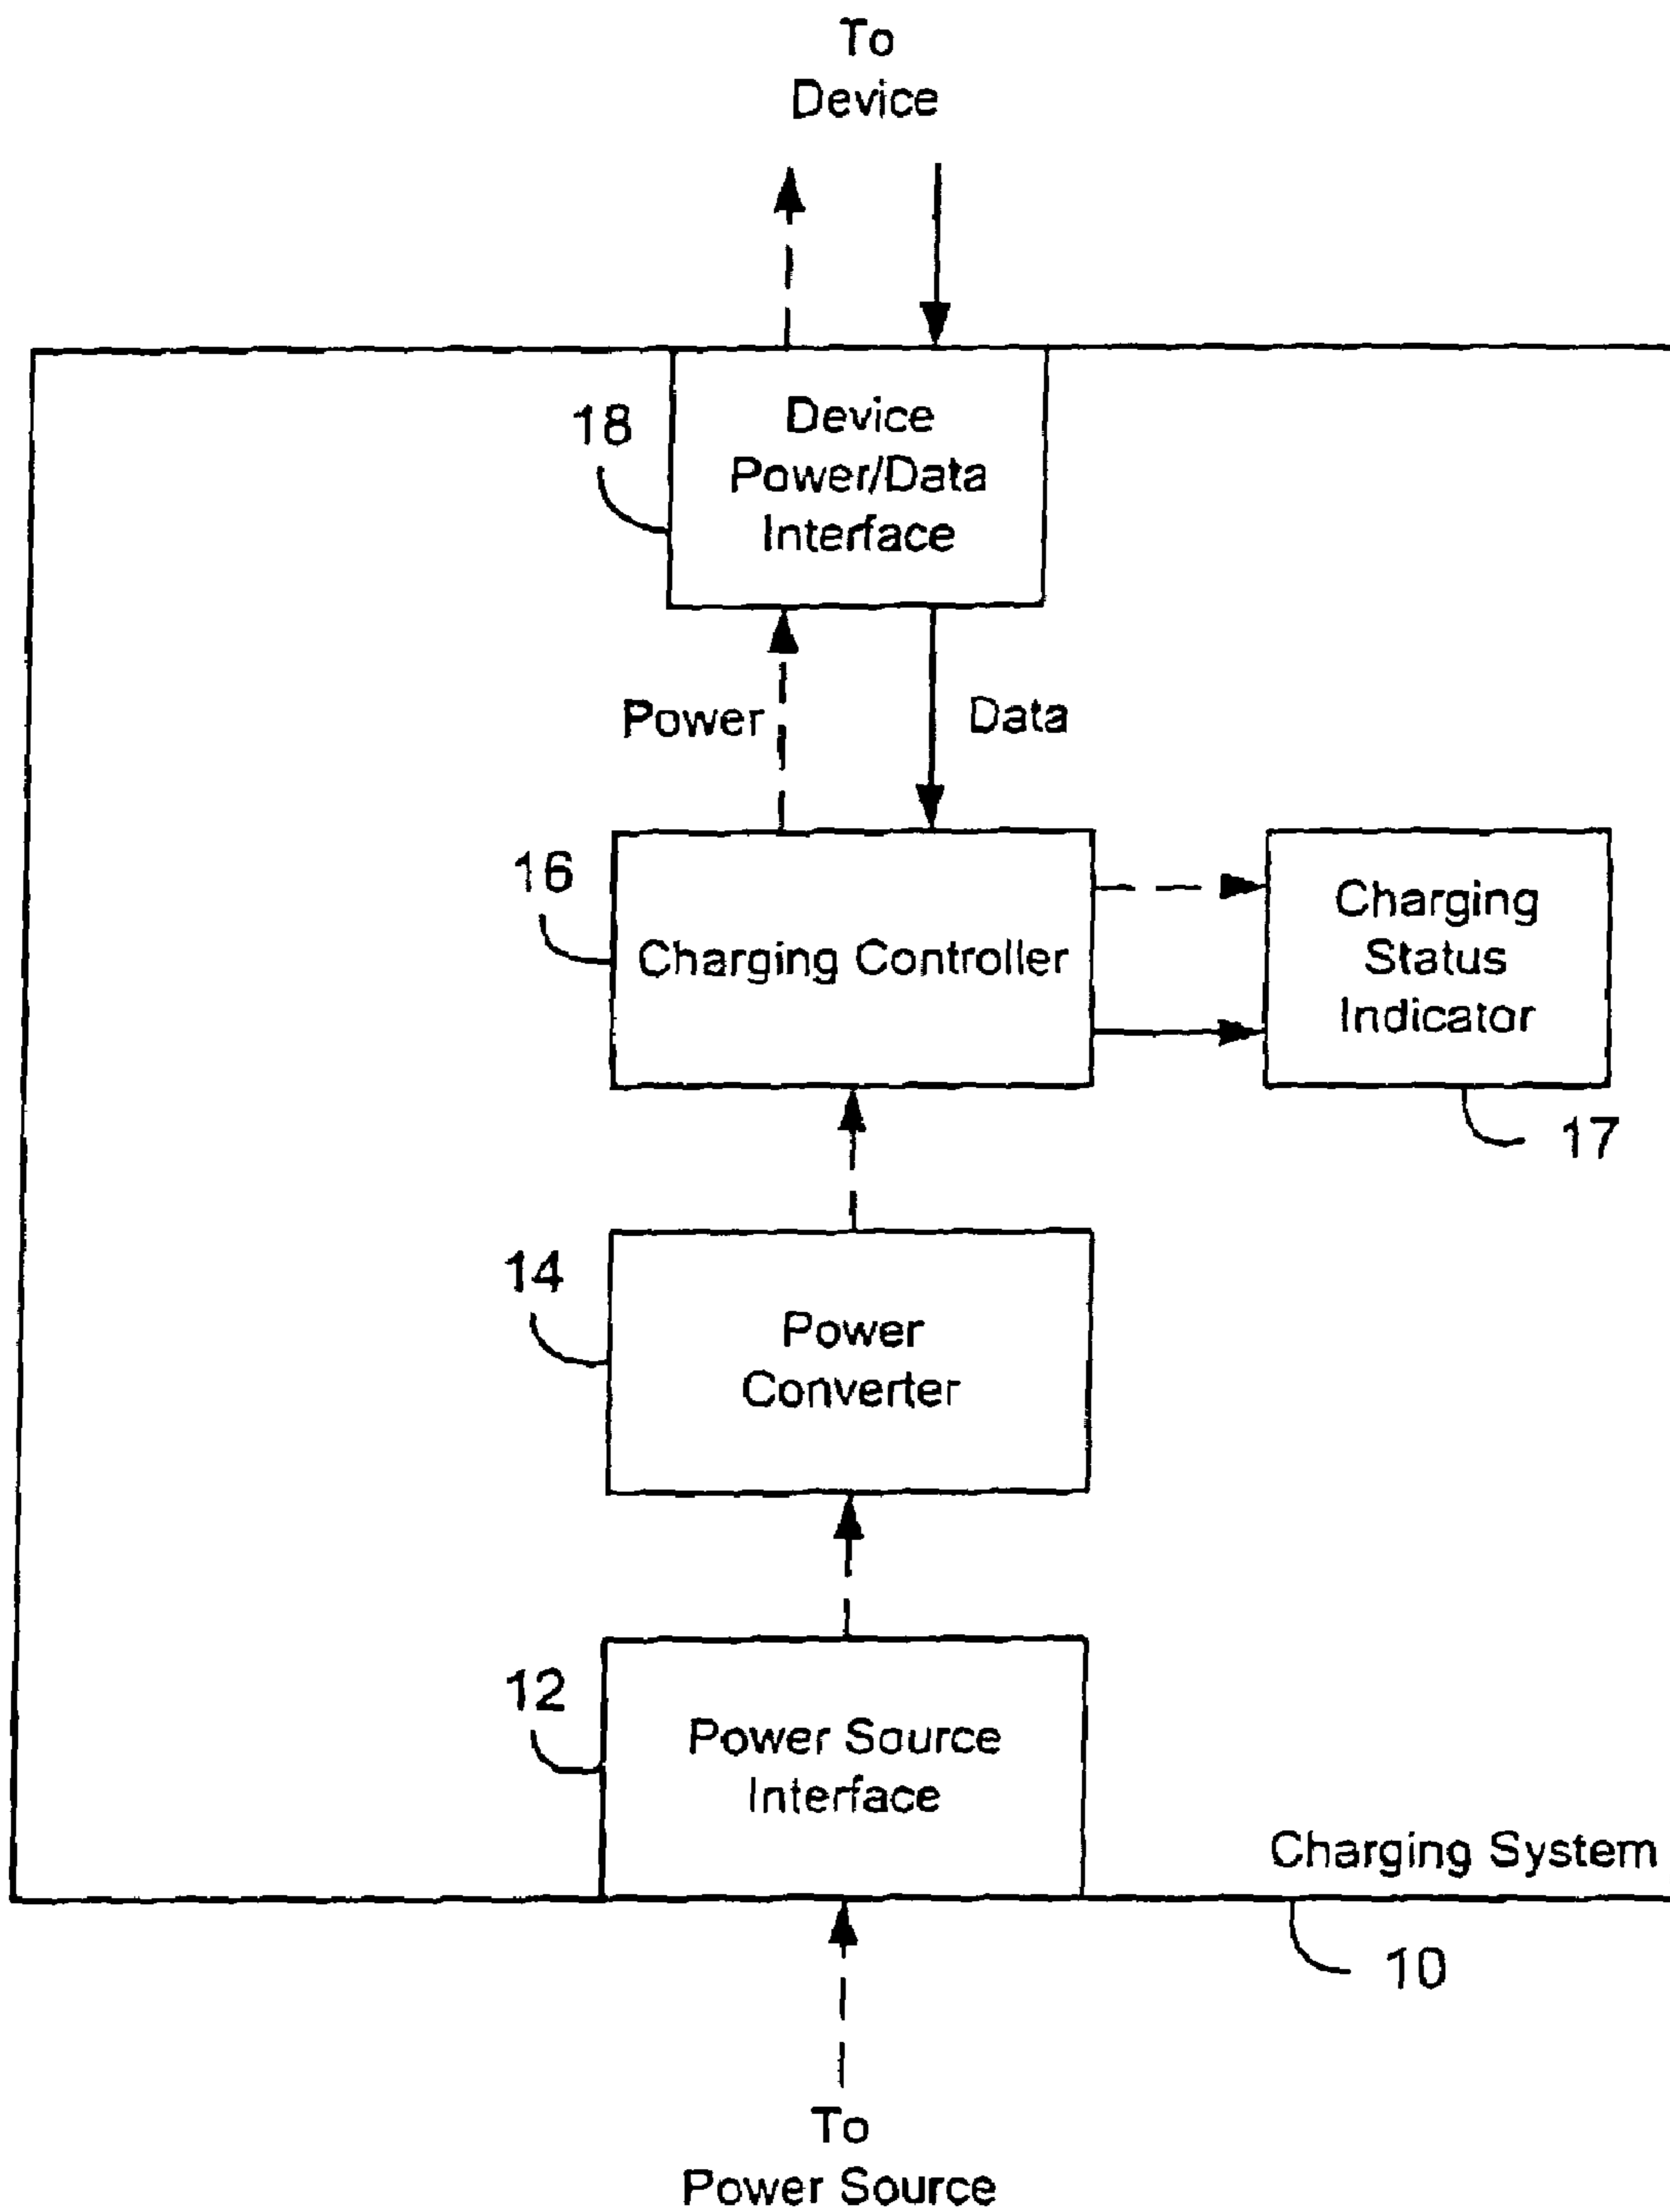 To
Device
18
Device
Power/Data
Interface
Power
Data
16
Charging Controller
Charging
Status
Indicator
17
14
Power
Converter
12
Power Source
Interface
Charging System
10
To
Power Source